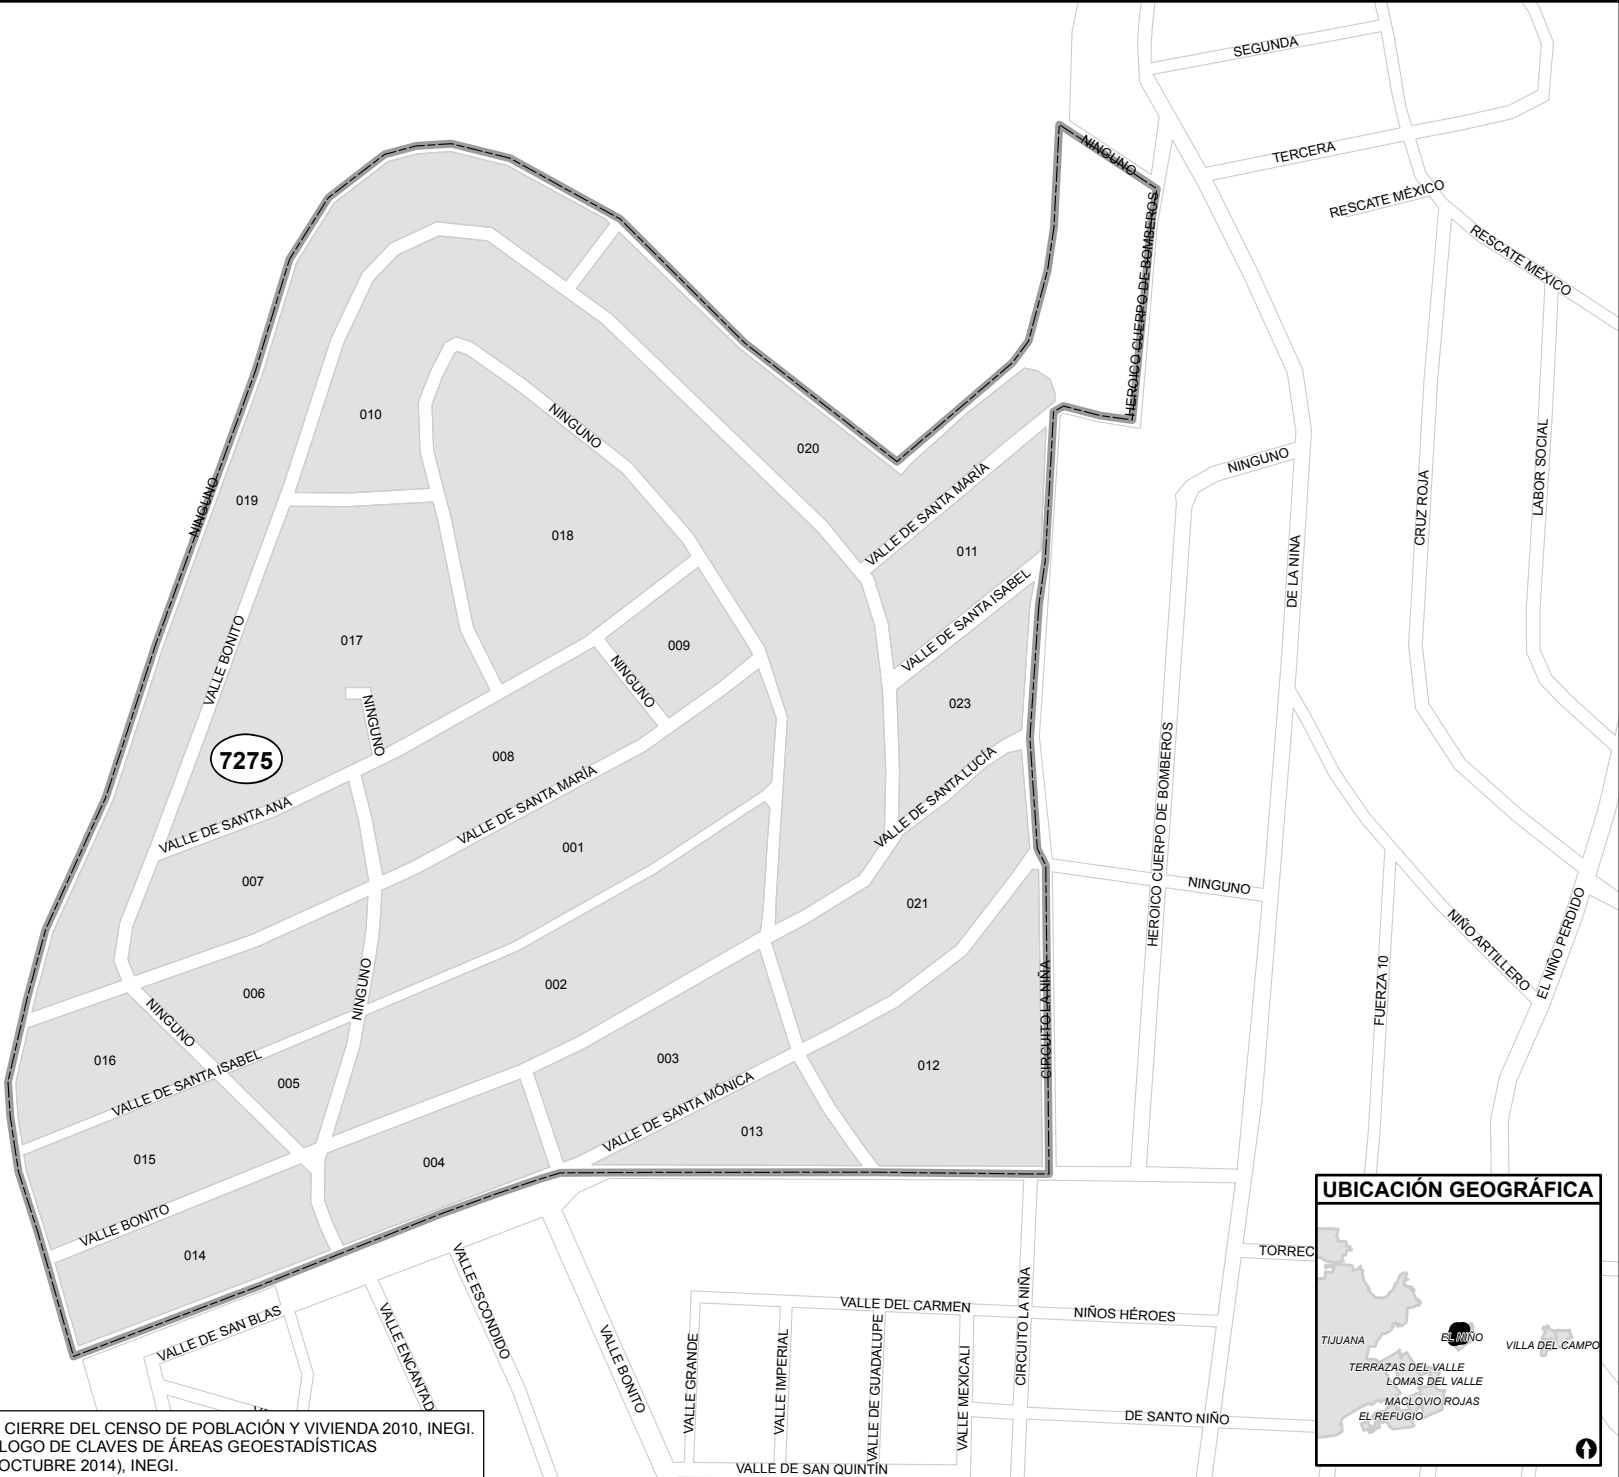 SEGUNDA
NINGUNO
TERCERA
RESCATE MÉXICO
RESCATE MÉXICO
HEROICO CUERPO DE BOMBEROS
010
NINGUNO
020
NINGUNO
LABOR SOCIAL
NINGUNO
019
VALLE DE SANTA MARÍA
CRUZ ROJA
018
011
DE LA NINA
VALLE DE SANTA ISABEL
017
009
VALLE BONITO
NINGUNO
023
NINGUNO
7275
008
VALLE DE SANTA MARÍA
VALLE DE SANTA LUCÍA
HEROICO CUERPO DE BOMBEROS
VALLE DE SANTA ANA
001
007
021
NINGUNO
NIÑO ARTILLERO
EL NIÑO PERDIDO
006
NINGUNO
002
FUERZA 10
NINGUNO
CIRCUITO LA NIÑA
016
VALLE DE SANTA ISABEL
005
003
012
VALLE DE SANTA MÓNICA
015
004
013
VALLE BONITO
014
UBICACIÓN GEOGRÁFICA
TORREC
VALLE DE SAN BLAS
VALLE ENCANTAD
VALLE ESCONDIDO
VALLE BONITO
VALLE DEL CARMEN
NIÑOS HÉROES
CIRCUITO LA NIÑA
VALLE GRANDE
VALLE IMPERIAL
VALLE DE GUADALUPE
VALLE MEXICALI
DE SANTO NIÑO
VALLE DE SAN QUINTÍN
TIJUANA
EL NIÑO
VILLA DEL CAMPO
TERRAZAS DEL VALLE
LOMAS DEL VALLE
MACLOVIO ROJAS
EL REFUGIO
CIERRE DEL CENSO DE POBLACIÓN Y VIVIENDA 2010, INEGI.
LOGO DE CLAVES DE ÁREAS GEOESTADÍSTICAS
OCTUBRE 2014), INEGI.